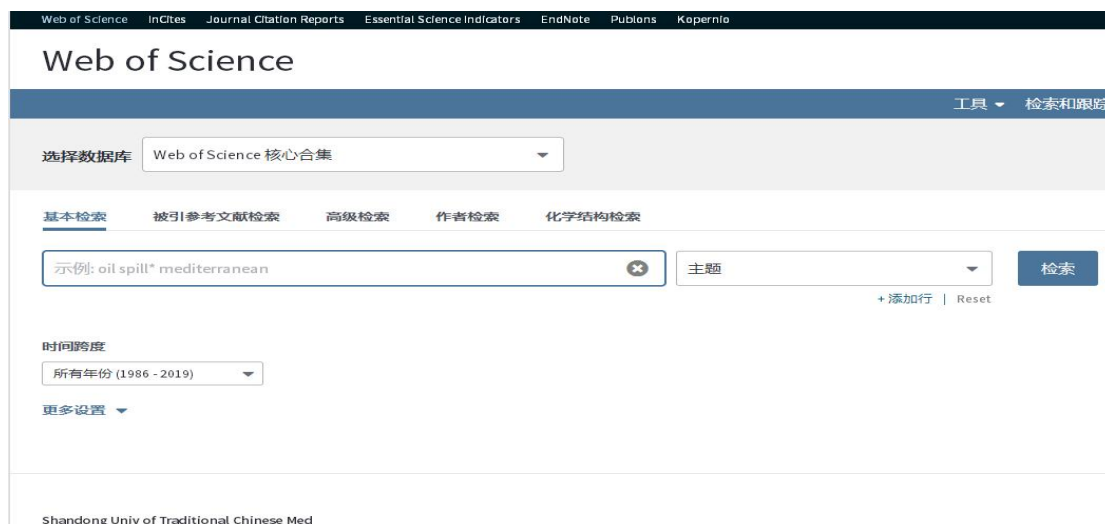 Web of Science InCites Journal Citation Reports Essential Science Indicators EndNote Publons Kopernio
Web of Science
工具 检索和跟踪
选择数据库 Web of Science 核心合集
基本检索 被引参考文献检索 高级检索 作者检索 化学结构检索
示例: oil spill* mediterranean 主题 检索
+ 添加行 | Reset
时间跨度
所有年份 (1986 - 2019)
更多设置
Shandong Univ of Traditional Chinese Med